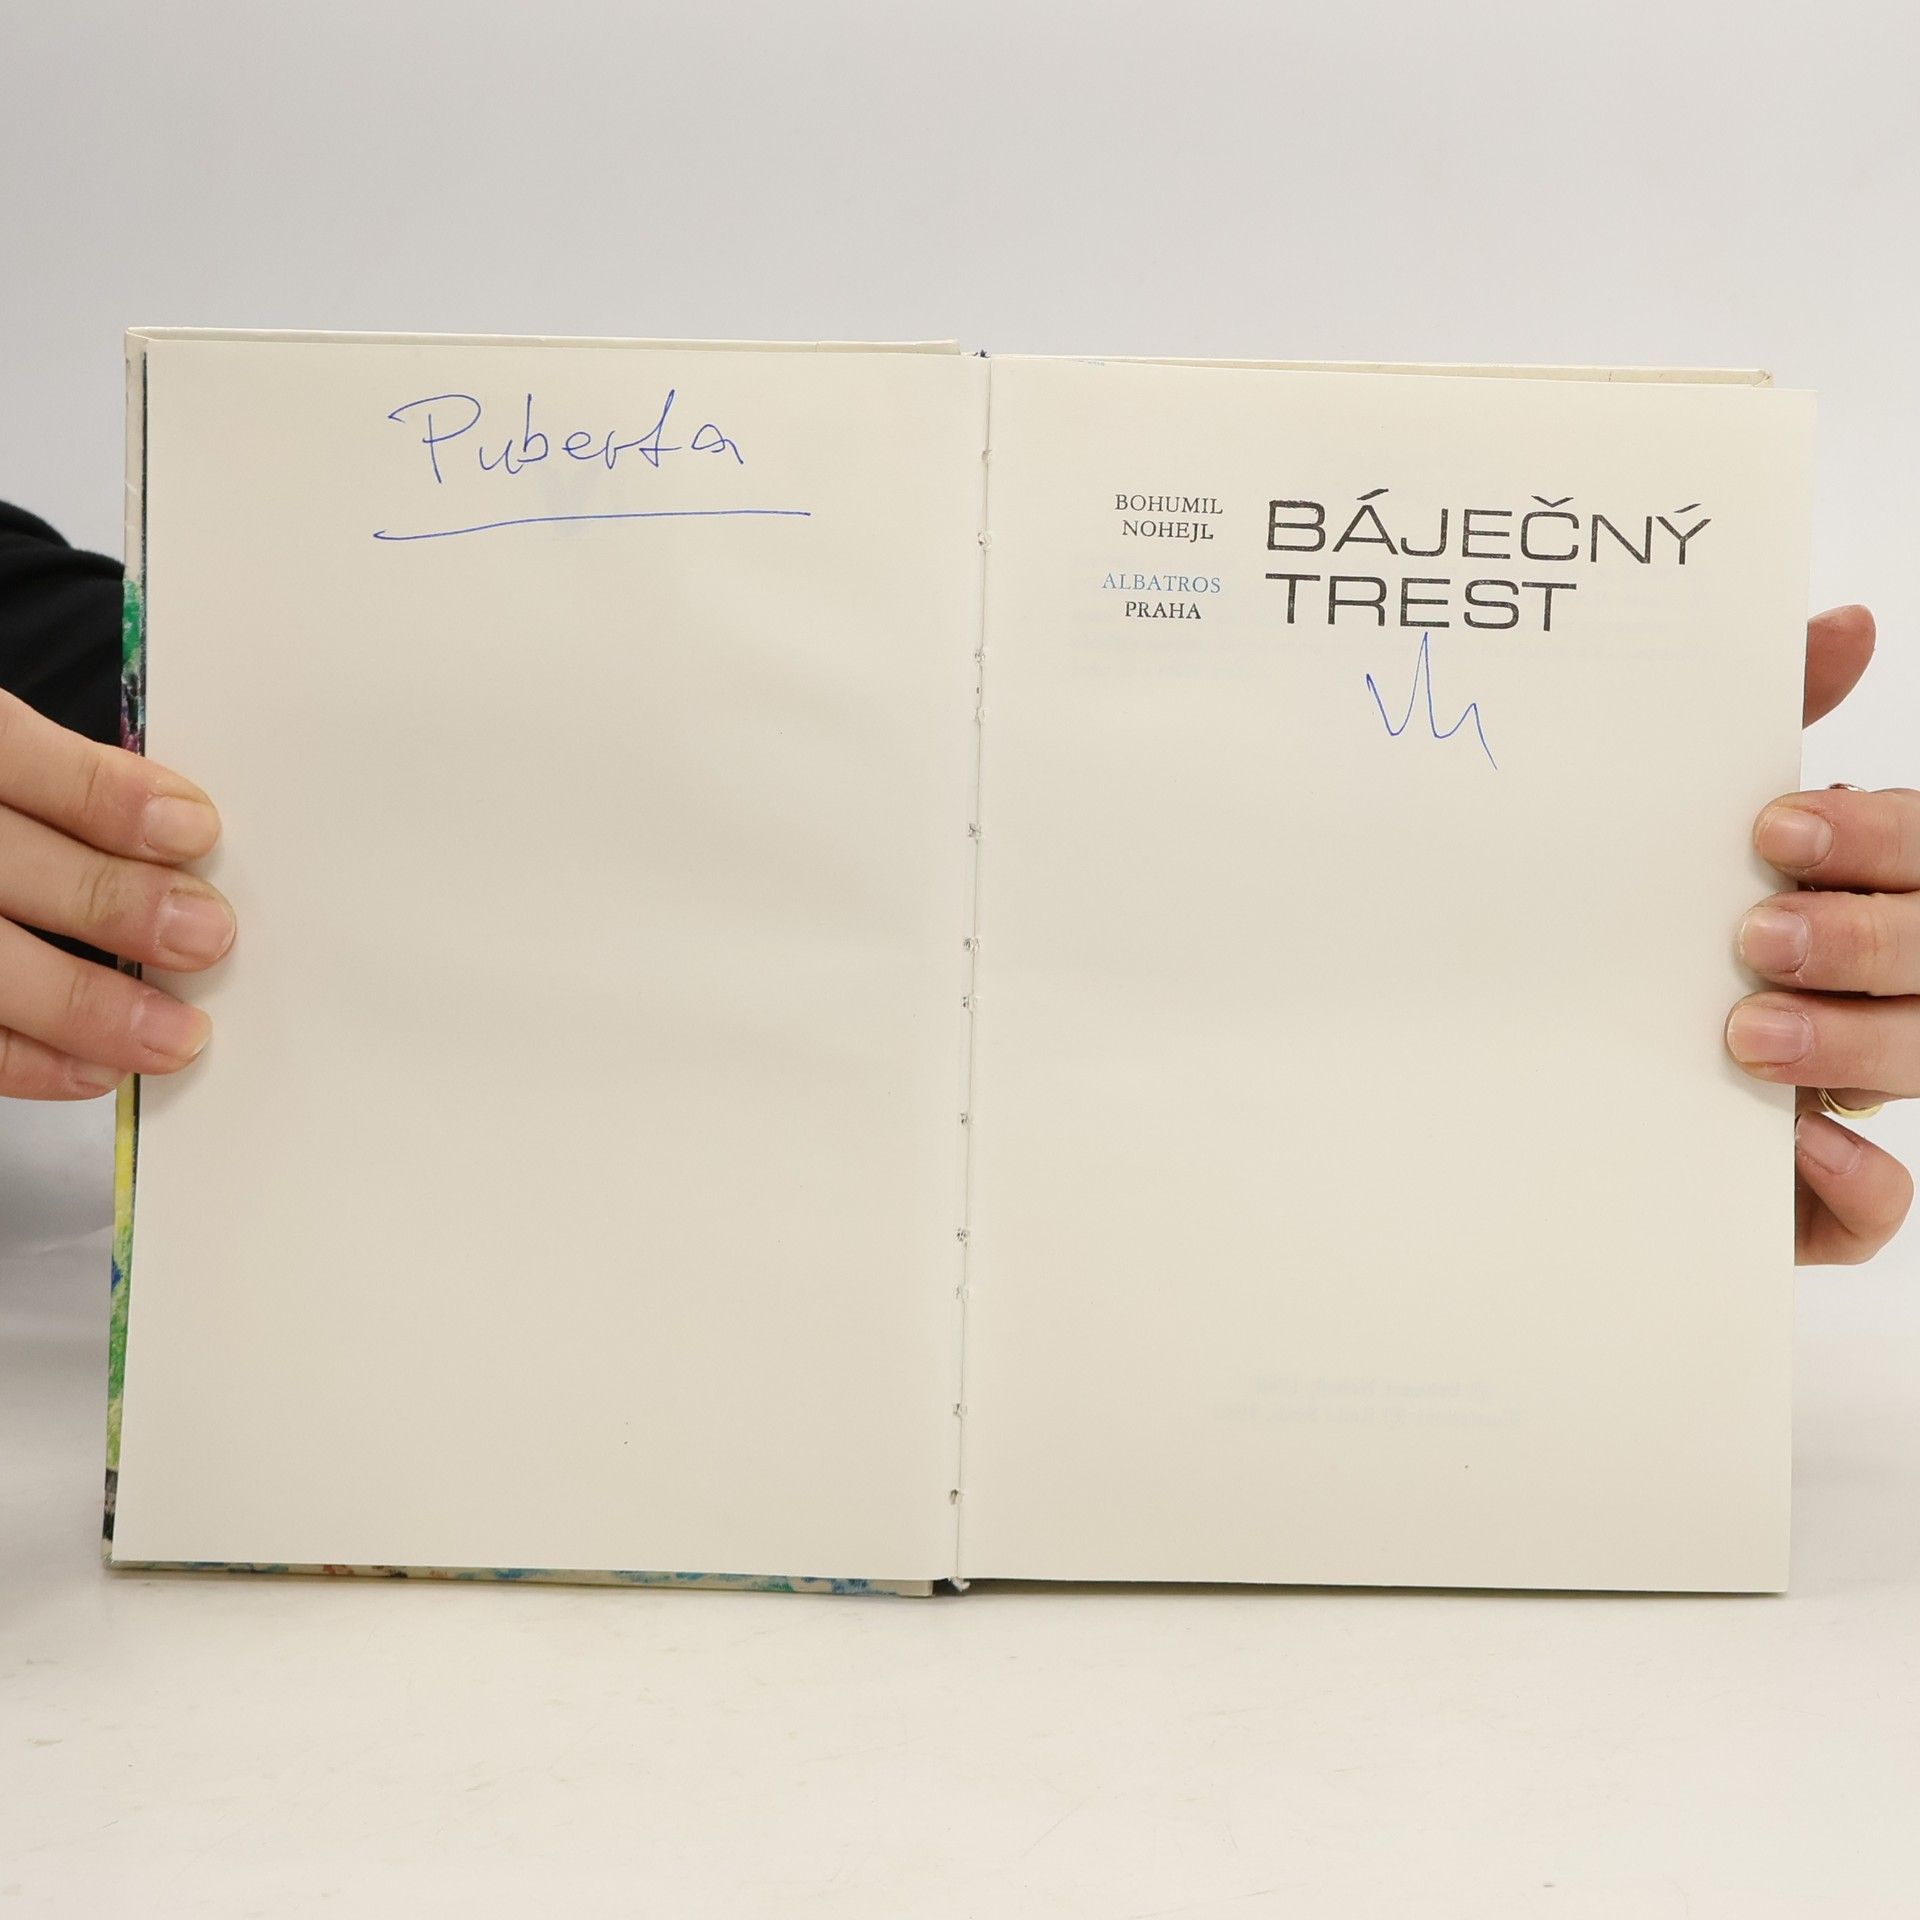 Puberta
BOHUMIL
NOHEJL
BÁJEČNÝ
TREST
ALBATROS
PRAHA